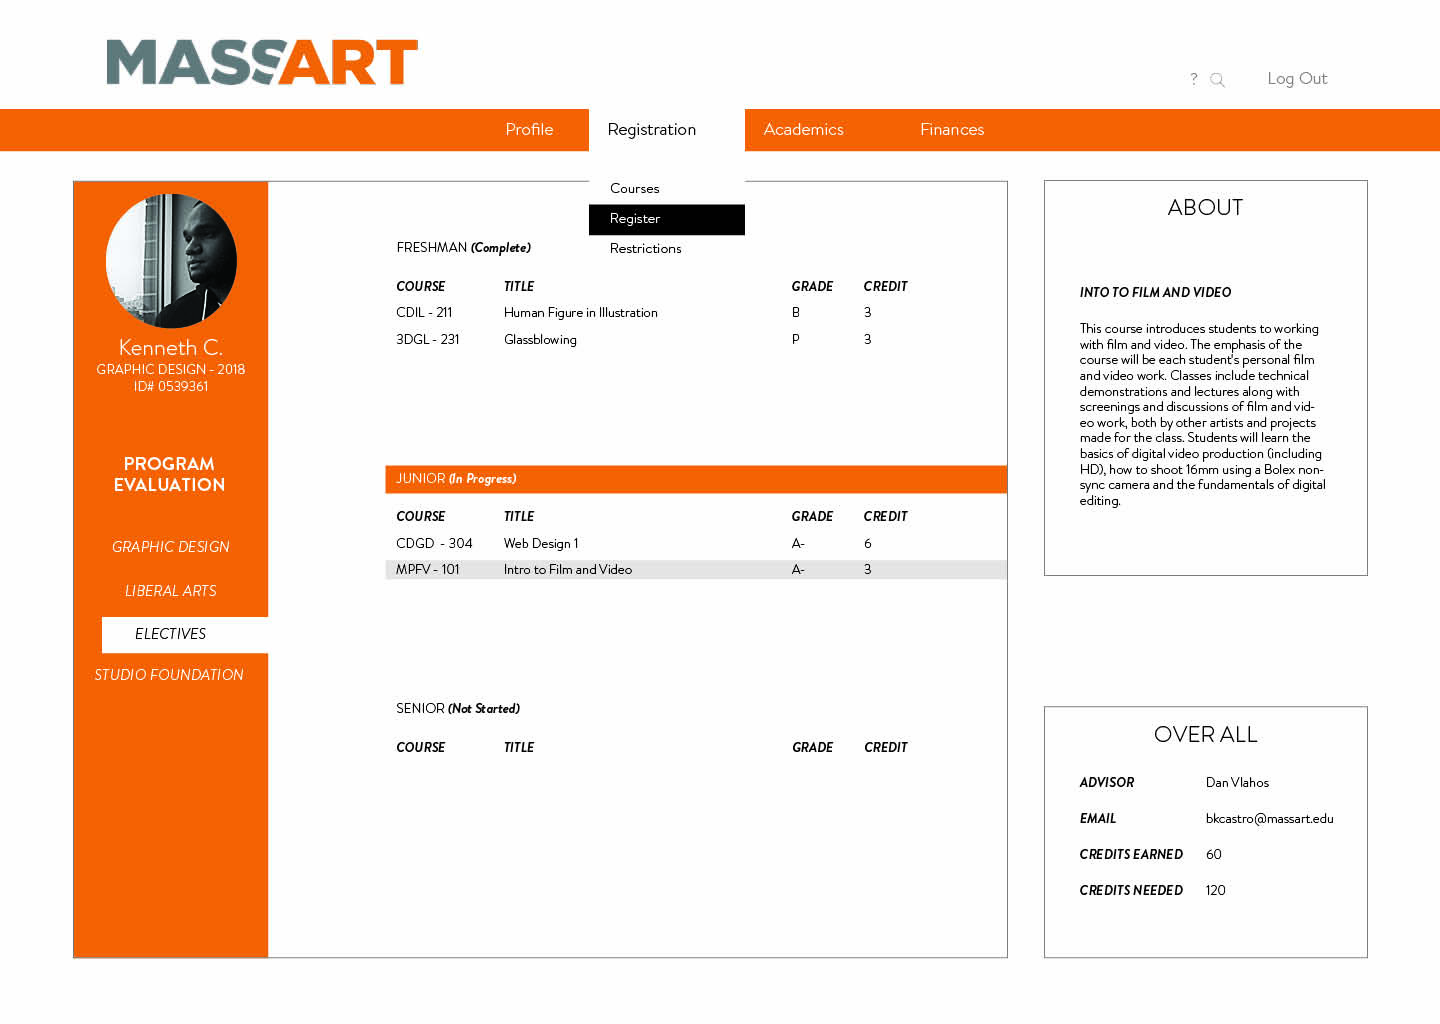 MASSART
? Log Out
Profile Registration Academics Finances
Courses
Register
Restrictions
Kenneth C.
GRAPHIC DESIGN - 2018
ID# 0539361
PROGRAM
EVALUATION
GRAPHIC DESIGN
LIBERAL ARTS
ELECTIVES
STUDIO FOUNDATION
FRESHMAN (Complete)
COURSE TITLE GRADE CREDIT
CDIL - 211 Human Figure in Illustration B 3
3DGL - 231 Glassblowing P 3
JUNIOR (In Progress)
COURSE TITLE GRADE CREDIT
CDGD - 304 Web Design 1 A- 6
MPFV - 101 Intro to Film and Video A- 3
SENIOR (Not Started)
COURSE TITLE GRADE CREDIT
ABOUT
INTO TO FILM AND VIDEO
This course introduces students to working
with film and video. The emphasis of the
course will be each student's personal film
and video work. Classes include technical
demonstrations and lectures along with
screenings and discussions of film and vid-
eo work, both by other artists and projects
made for the class. Students will learn the
basics of digital video production (including
HD), how to shoot 16mm using a Bolex non-
sync camera and the fundamentals of digital
editing.
OVER ALL
ADVISOR Dan Vlahos
EMAIL bkcastro@massart.edu
CREDITS EARNED 60
CREDITS NEEDED 120